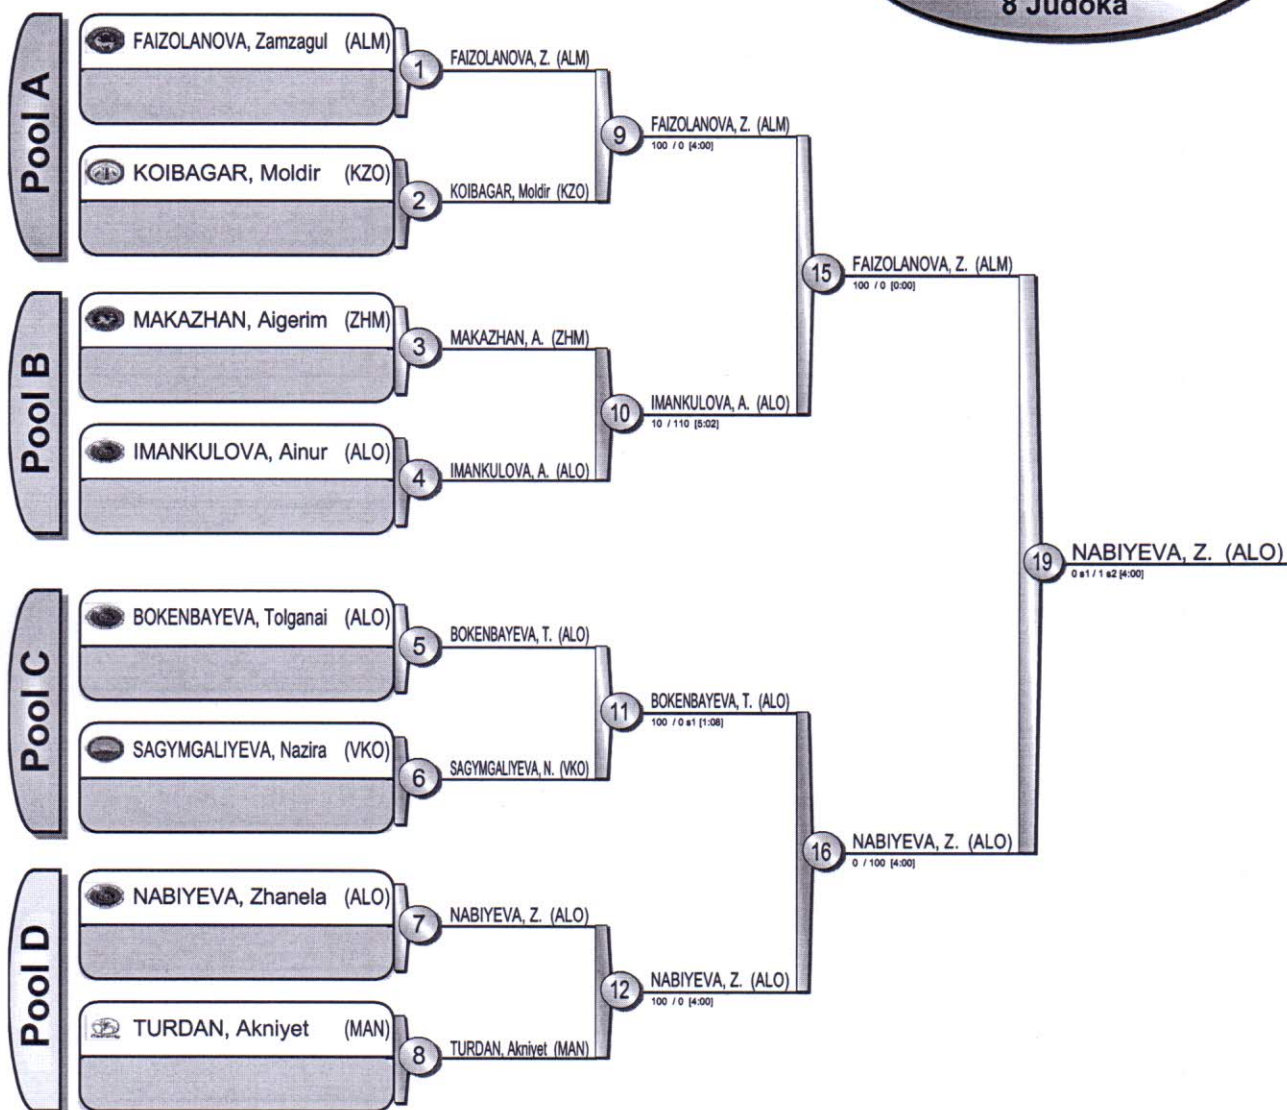 8 Judoka
Pool A
FAIZOLANOVA, Zamzagul (ALM)
1
FAIZOLANOVA, Z. (ALM)
KOIBAGAR, Moldir (KZO)
2
KOIBAGAR, Moldir (KZO)
9
FAIZOLANOVA, Z. (ALM)
100 / 0 [4:00]
Pool B
MAKAZHAN, Aigerim (ZHM)
3
MAKAZHAN, A. (ZHM)
IMANKULOVA, Ainur (ALO)
4
IMANKULOVA, A. (ALO)
10
IMANKULOVA, A. (ALO)
10 / 110 [5:02]
15
FAIZOLANOVA, Z. (ALM)
100 / 0 [0:00]
Pool C
BOKENBAYEVA, Tolganai (ALO)
5
BOKENBAYEVA, T. (ALO)
SAGYMGALIYEVA, Nazira (VKO)
6
SAGYMGALIYEVA, N. (VKO)
11
BOKENBAYEVA, T. (ALO)
100 / 0 s1 [1:08]
Pool D
NABIYEVA, Zhanela (ALO)
7
NABIYEVA, Z. (ALO)
TURDAN, Akniyet (MAN)
8
TURDAN, Akniyet (MAN)
12
NABIYEVA, Z. (ALO)
100 / 0 [4:00]
16
NABIYEVA, Z. (ALO)
0 / 100 [4:00]
19
NABIYEVA, Z. (ALO)
0 s1 / 1 s2 [4:00]